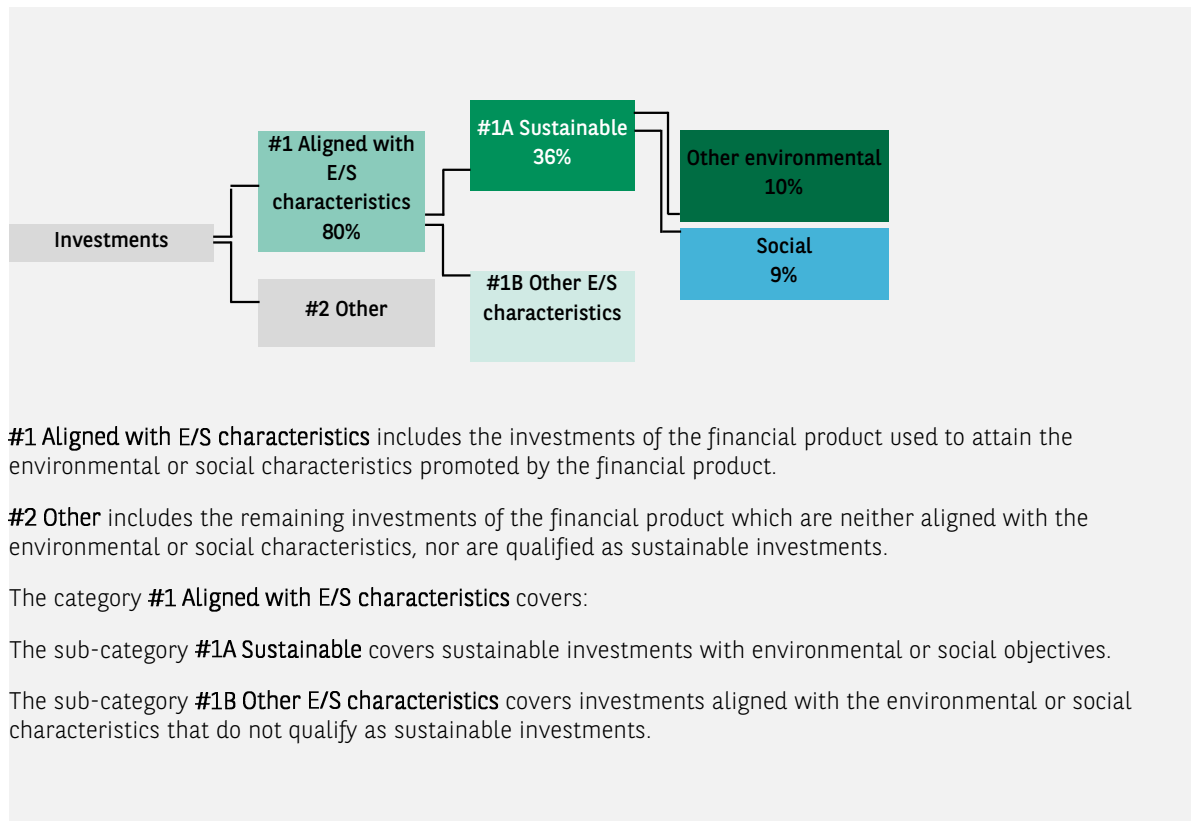 #1A Sustainable
36%
#1 Aligned with
E/S
characteristics
80%
Other environmental
10%
Investments
Social
9%
#1B Other E/S
characteristics
#2 Other
#1 Aligned with E/S characteristics includes the investments of the financial product used to attain the
environmental or social characteristics promoted by the financial product.
#2 Other includes the remaining investments of the financial product which are neither aligned with the
environmental or social characteristics, nor are qualified as sustainable investments.
The category #1 Aligned with E/S characteristics covers:
The sub-category #1A Sustainable covers sustainable investments with environmental or social objectives.
The sub-category #1B Other E/S characteristics covers investments aligned with the environmental or social
characteristics that do not qualify as sustainable investments.